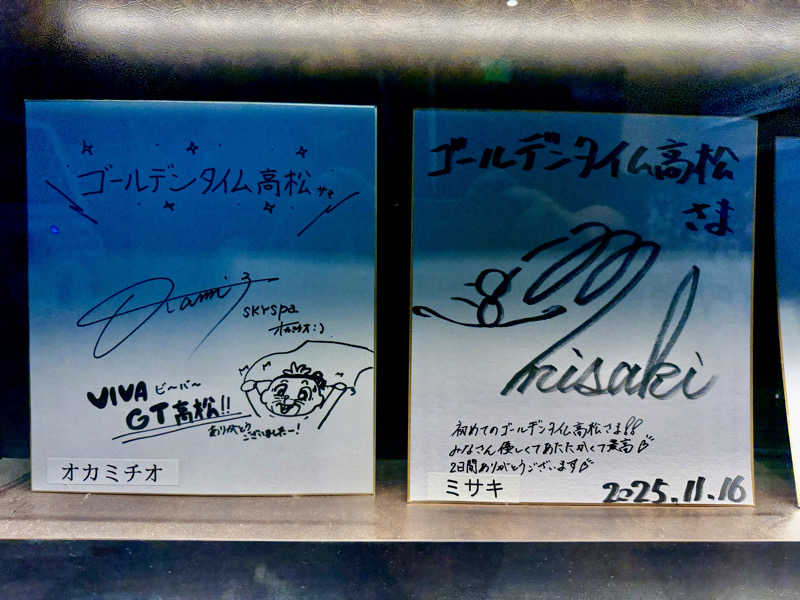 ゴールデンタイム高松さま
skyspa
オカミチオ:)
VIVA ビ〜バ〜
GT高松!!
ありがとう
ございましたー!
オカミチオ
ゴールデンタイム高松
さま
misaki
初めてのゴールデンタイム高松さま!!
みなさん優しくてあたたかくて最高
2日間ありがとうございます
ミサキ
2025.11.16